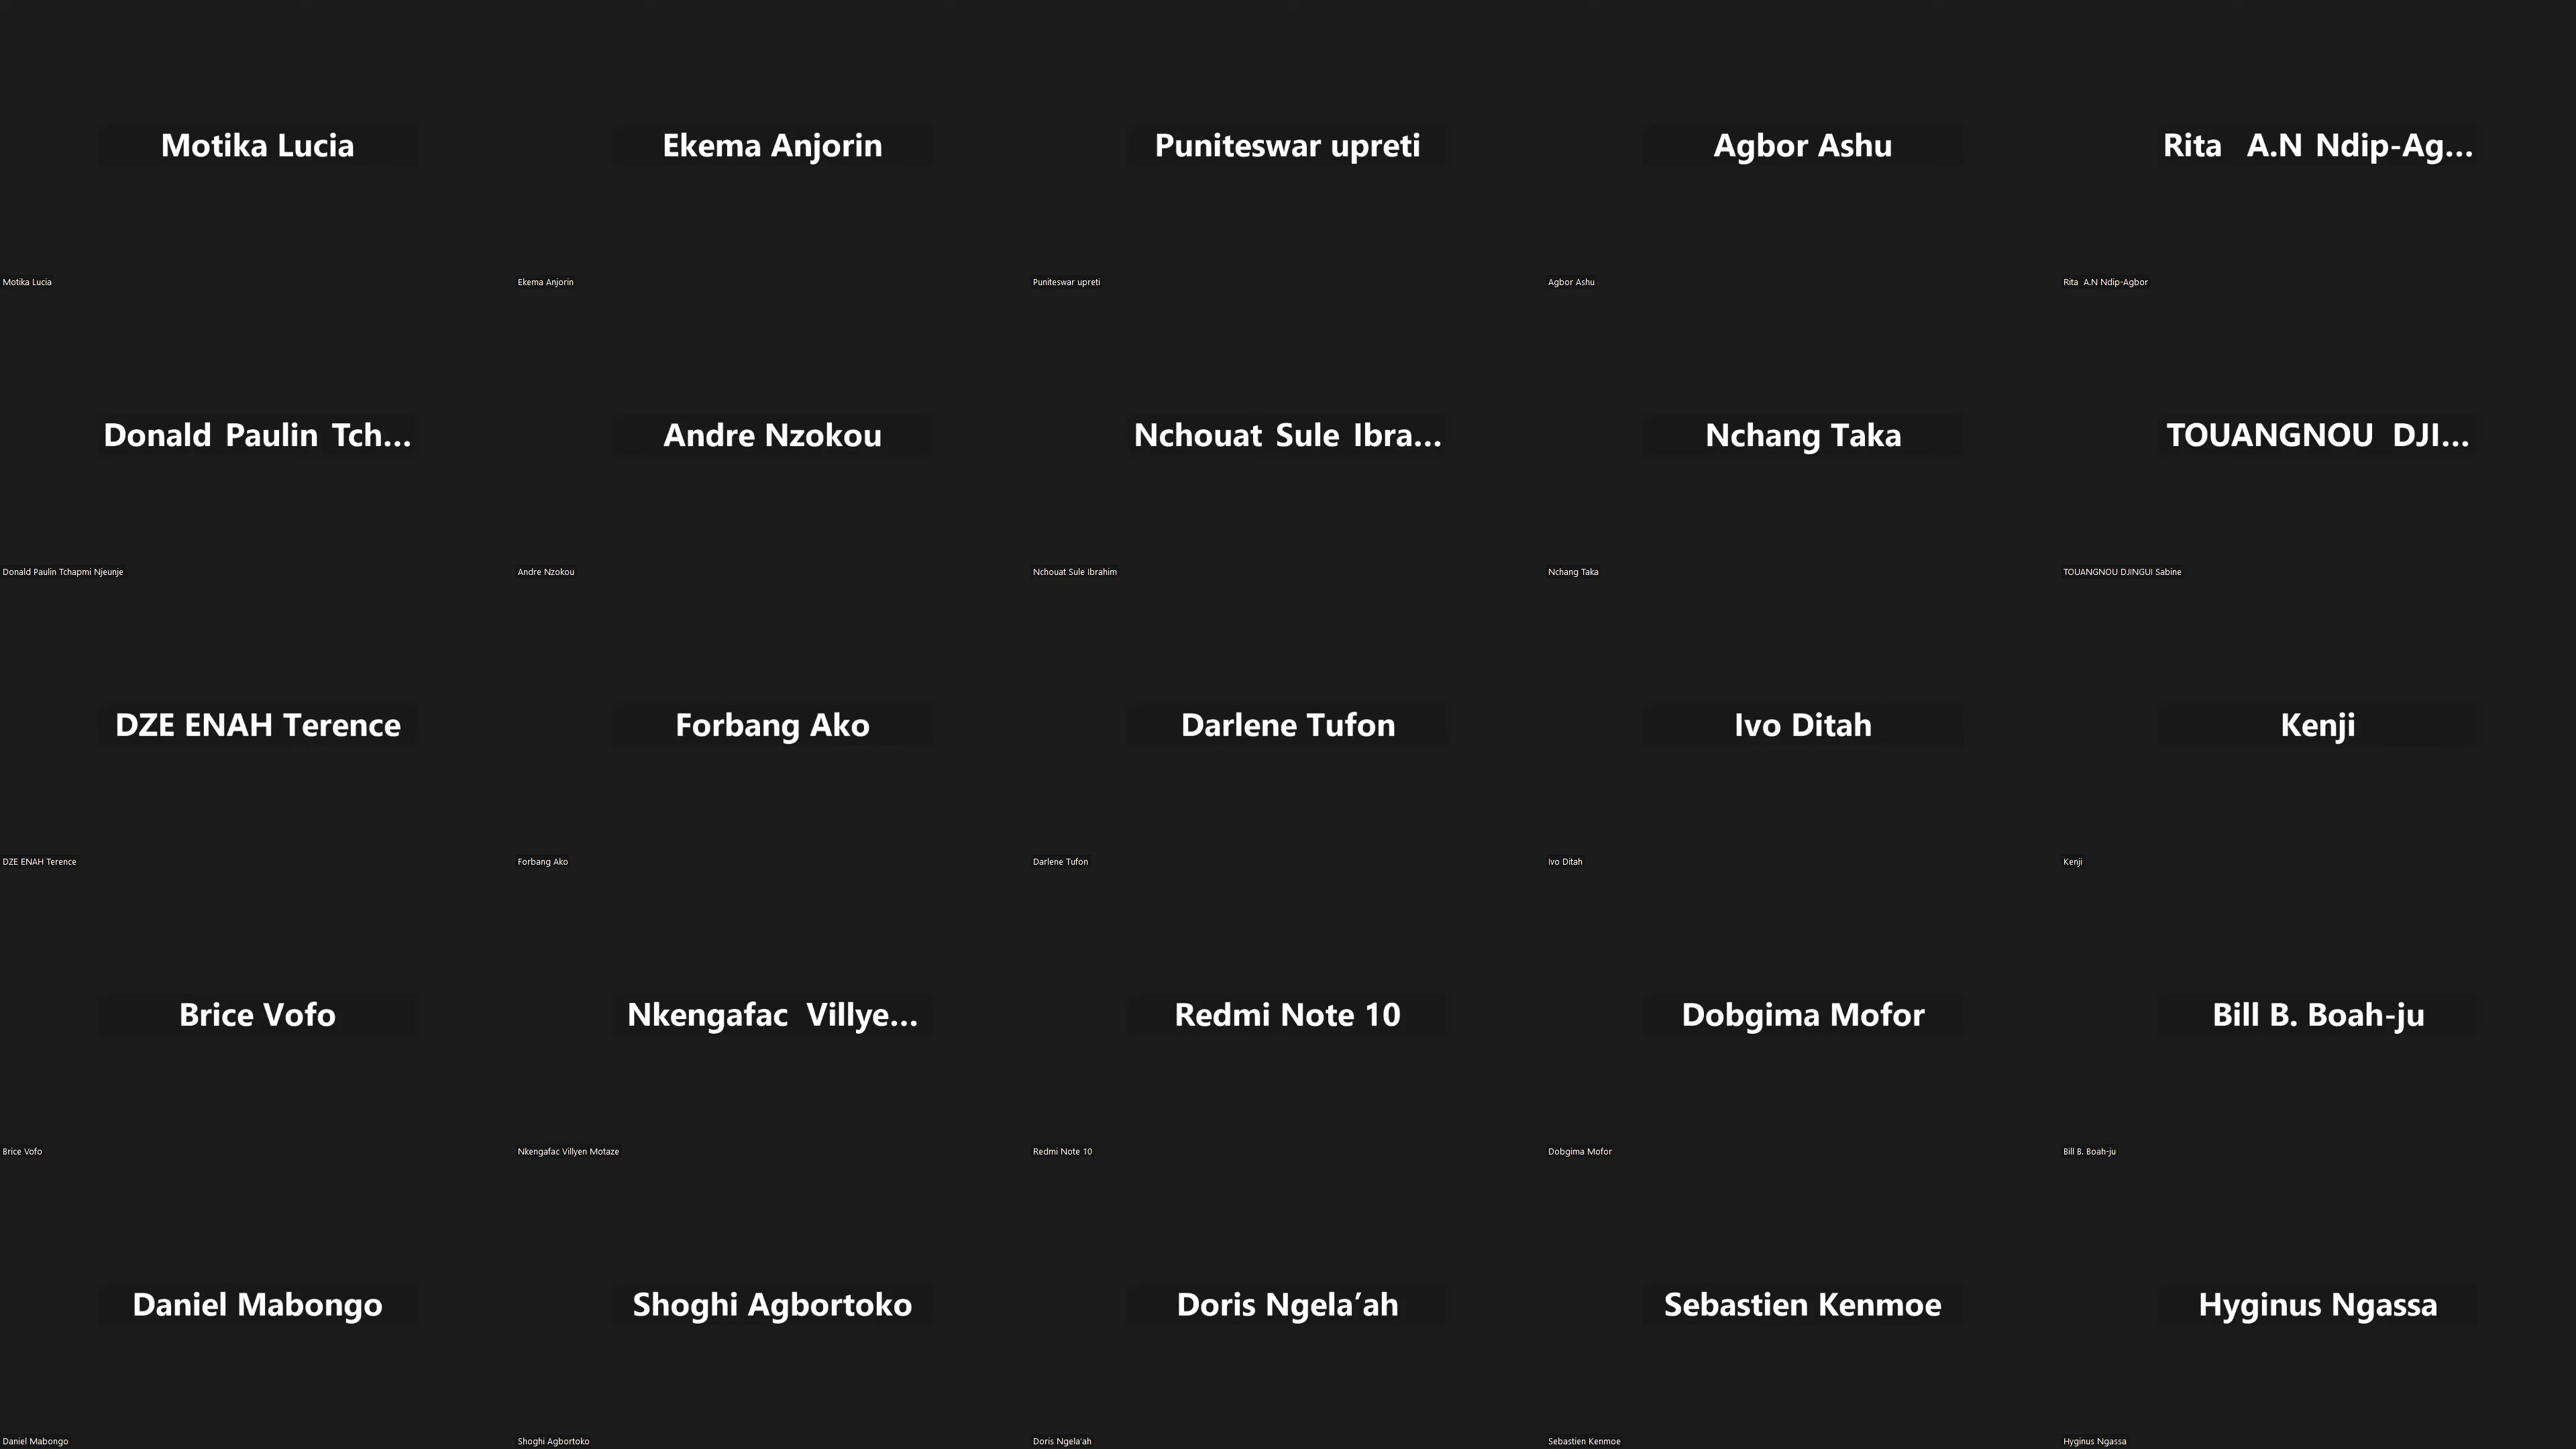 Motika Lucia
Ekema Anjorin
Puniteswar upreti
Agbor Ashu
Rita A.N Ndip-Ag...
Motika Lucia
Ekema Anjorin
Puniteswar upreti
Agbor Ashu
Rita A.N Ndip-Agbor
Donald Paulin Tch...
Andre Nzokou
Nchouat Sule Ibra...
Nchang Taka
TOUANGNOU DJI...
Donald Paulin Tchapmi Njeunje
Andre Nzokou
Nchouat Sule Ibrahim
Nchang Taka
TOUANGNOU DJINGUI Sabine
DZE ENAH Terence
Forbang Ako
Darlene Tufon
Ivo Ditah
Kenji
DZE ENAH Terence
Forbang Ako
Darlene Tufon
Ivo Ditah
Kenji
Brice Vofo
Nkengafac Villye...
Redmi Note 10
Dobgima Mofor
Bill B. Boah-ju
Brice Vofo
Nkengafac Villyen Motaze
Redmi Note 10
Dobgima Mofor
Bill B. Boah-ju
Daniel Mabongo
Shoghi Agbortoko
Doris Ngela’ah
Sebastien Kenmoe
Hyginus Ngassa
Daniel Mabongo
Shoghi Agbortoko
Doris Ngela’ah
Sebastien Kenmoe
Hyginus Ngassa